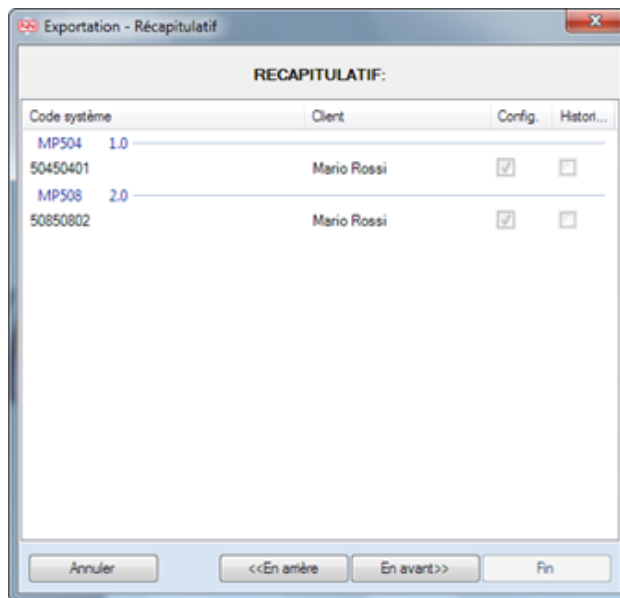 Exportation - Récapitulatif
RECAPITULATIF:
Code système Client Config. Histori...
MP504 1.0
50450401 Mario Rossi
MP508 2.0
50850802 Mario Rossi
Annuler <<En arrière En avant>> Fin